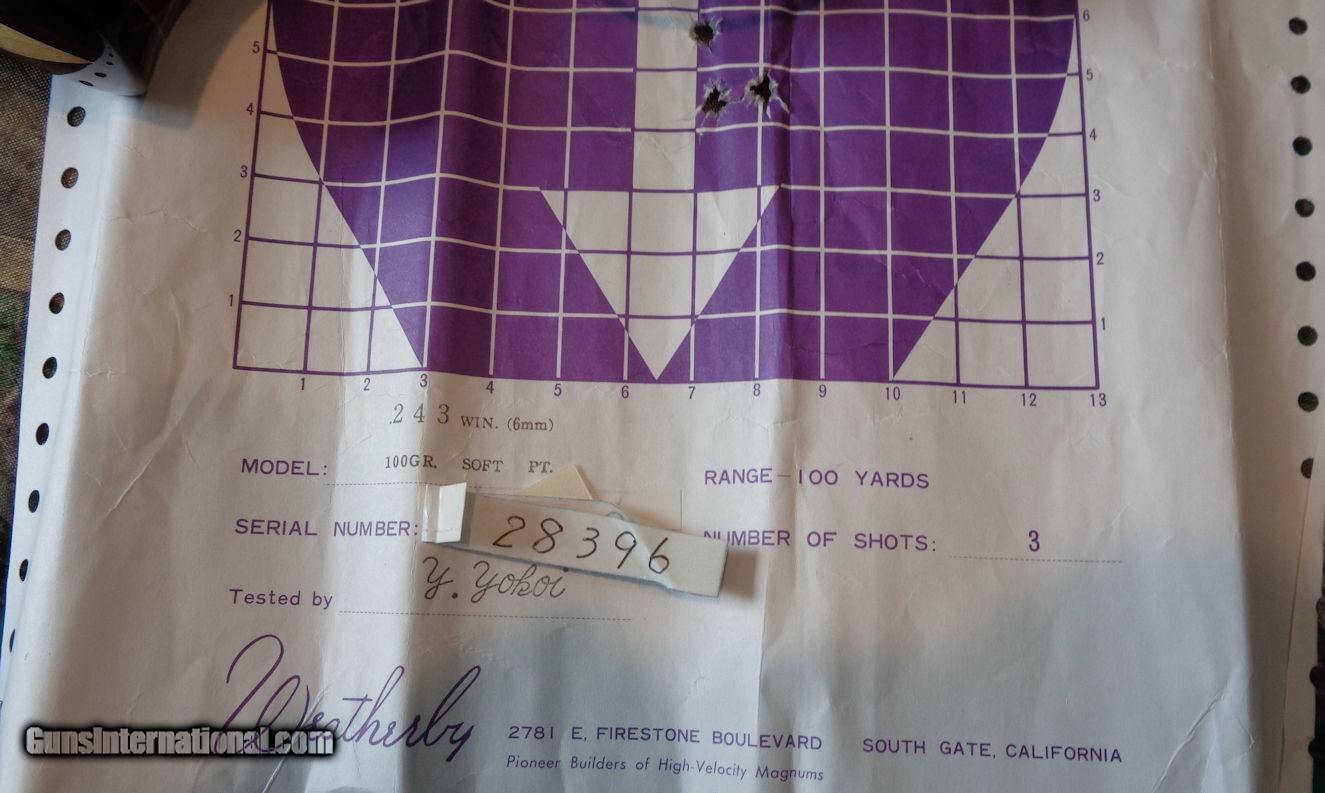 6
5 5
4 4
3 3
2 2
1 1
1 2 3 4 5 6 7 8 9 10 11 12 13
.243 WIN. (6mm)
MODEL: 100GR. SOFT PT. RANGE-100 YARDS
SERIAL NUMBER: 28396 NUMBER OF SHOTS: 3
Tested by Y. Yokoi
Weatherby 2781 E, FIRESTONE BOULEVARD SOUTH GATE, CALIFORNIA
Pioneer Builders of High-Velocity Magnums
GunsInternational.com